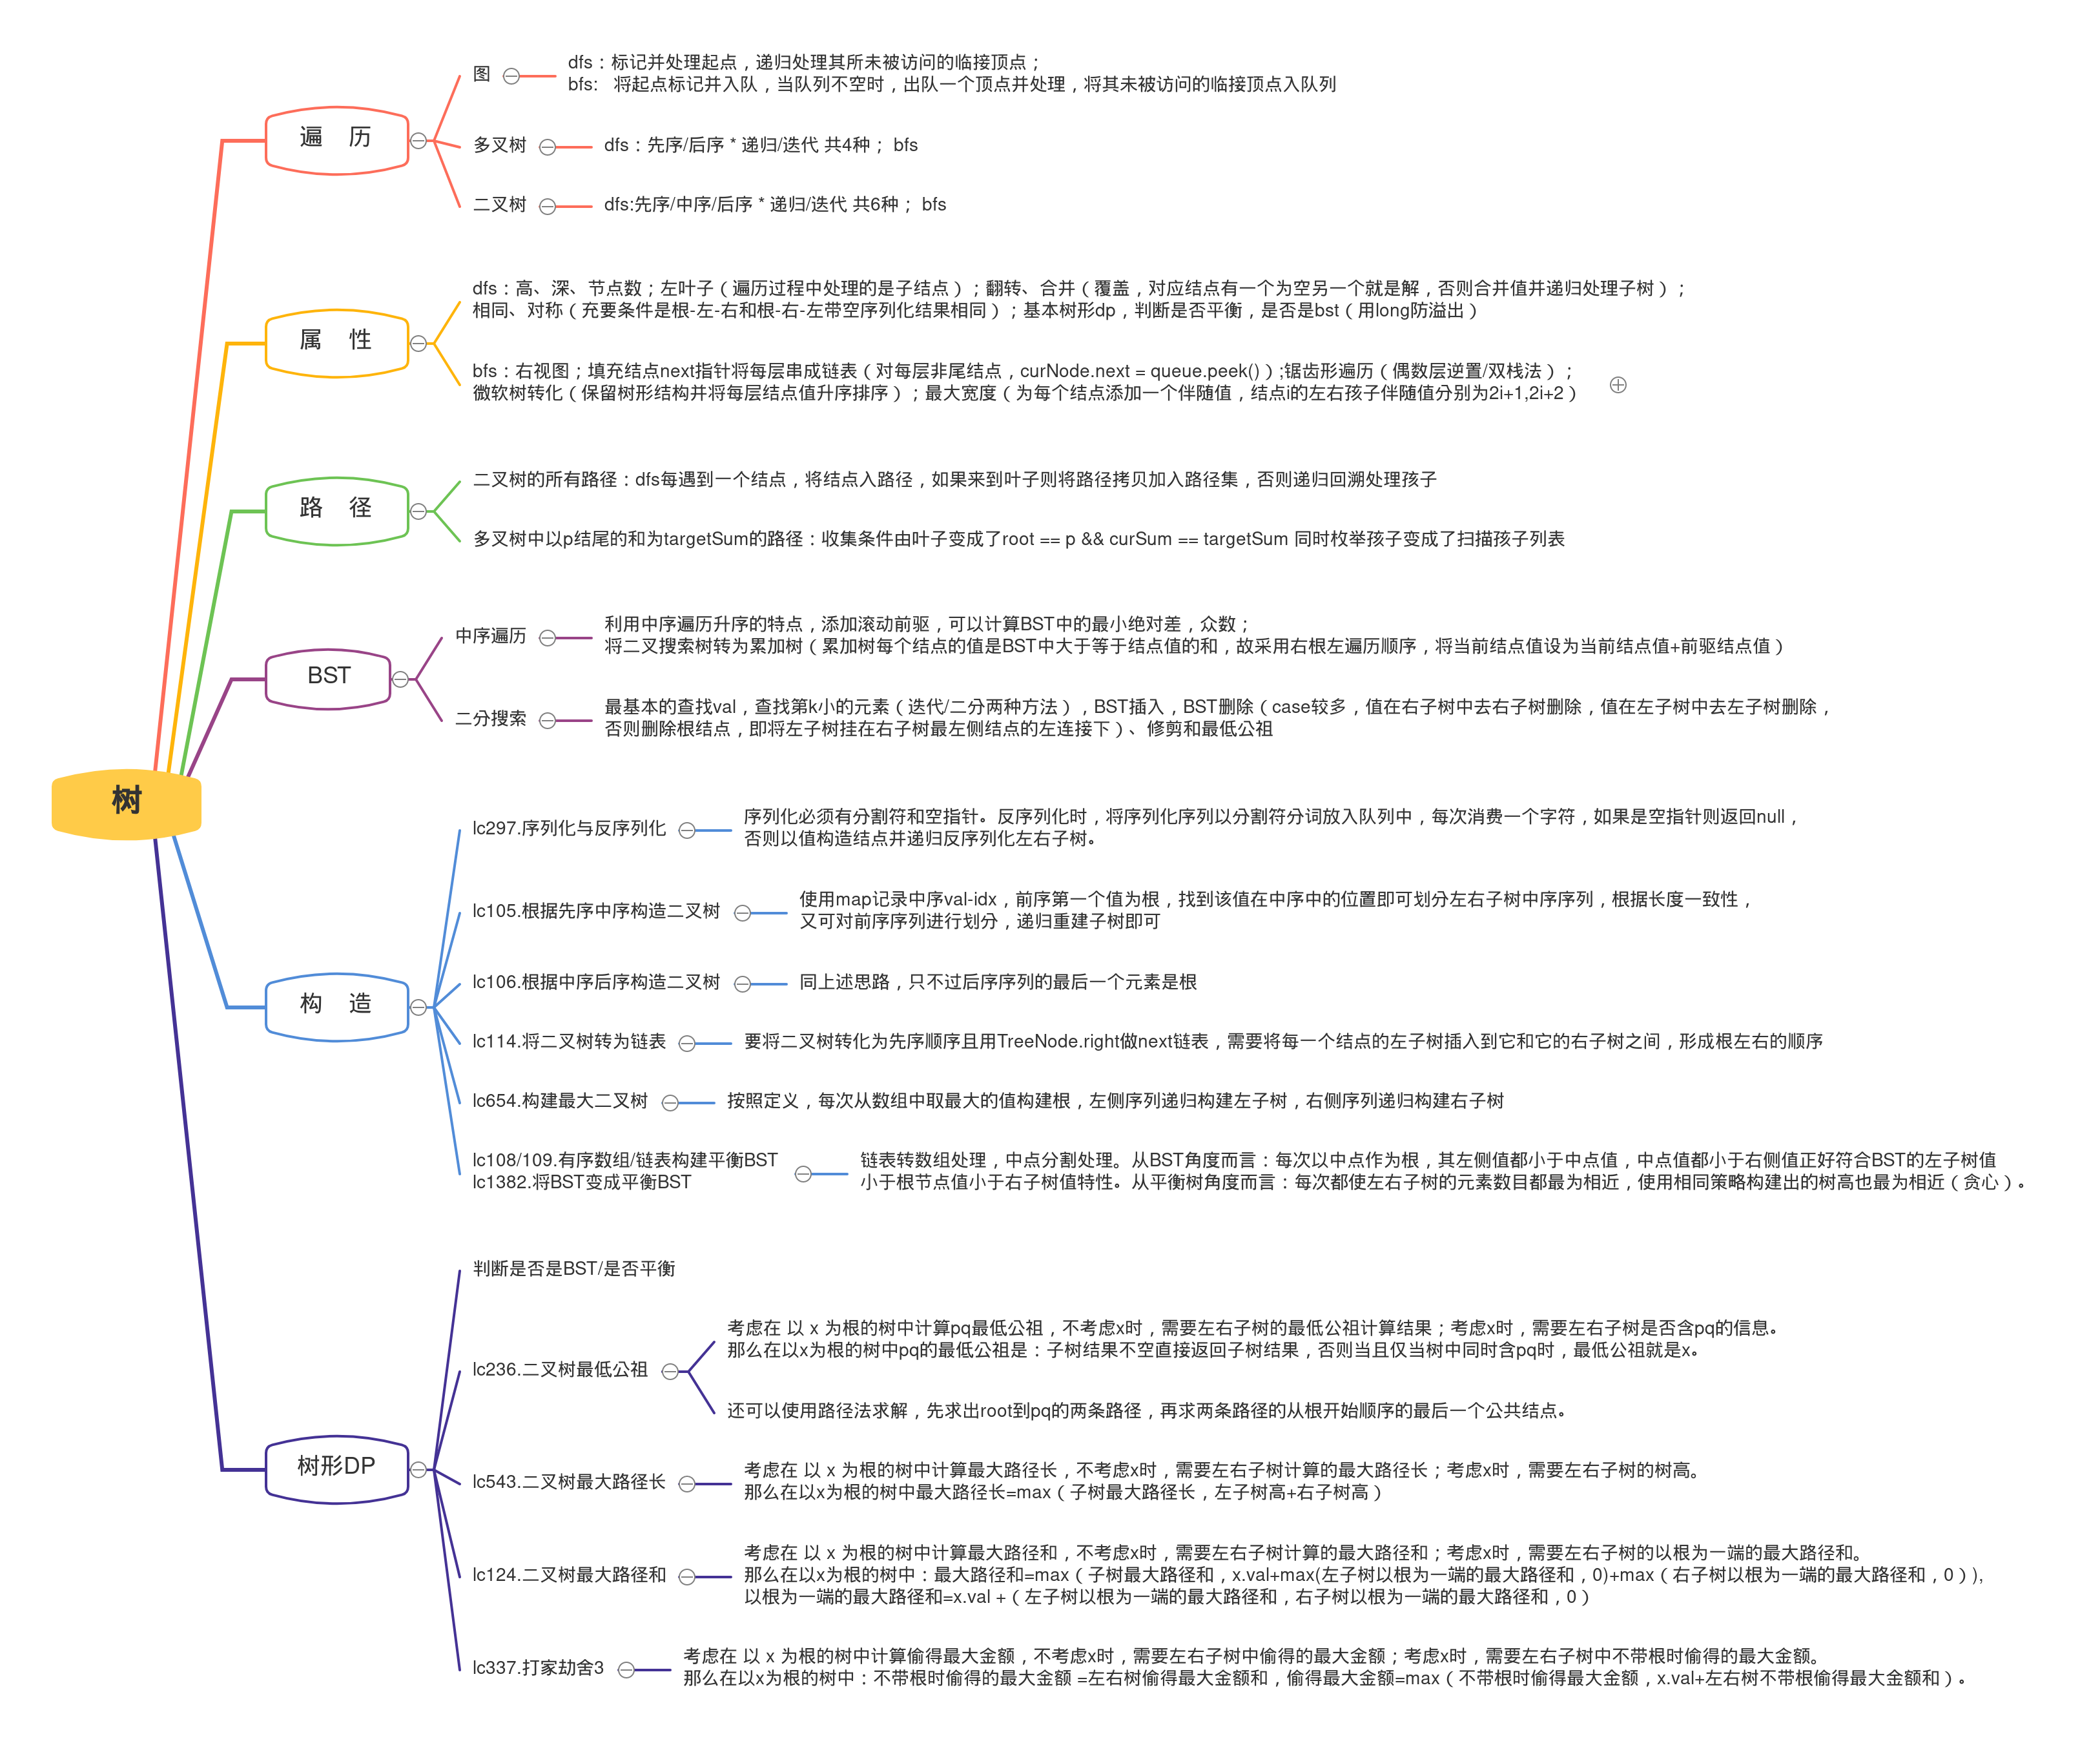 树
遍 历
图
dfs：标记并处理起点，递归处理其所未被访问的临接顶点；
bfs: 将起点标记并入队，当队列不空时，出队一个顶点并处理，将其未被访问的临接顶点入队列
多叉树
dfs：先序/后序 * 递归/迭代 共4种； bfs
二叉树
dfs:先序/中序/后序 * 递归/迭代 共6种； bfs
属 性
dfs：高、深、节点数；左叶子（遍历过程中处理的是子结点）；翻转、合并（覆盖，对应结点有一个为空另一个就是解，否则合并值并递归处理子树）；
相同、对称（充要条件是根-左-右和根-右-左带空序列化结果相同）；基本树形dp，判断是否平衡，是否是bst（用long防溢出）
bfs：右视图；填充结点next指针将每层串成链表（对每层非尾结点，curNode.next = queue.peek()）;锯齿形遍历（偶数层逆置/双栈法）；
微软树转化（保留树形结构并将每层结点值升序排序）；最大宽度（为每个结点添加一个伴随值，结点i的左右孩子伴随值分别为2i+1,2i+2）
路 径
二叉树的所有路径：dfs每遇到一个结点，将结点入路径，如果来到叶子则将路径拷贝加入路径集，否则递归回溯处理孩子
多叉树中以p结尾的和为targetSum的路径：收集条件由叶子变成了root == p && curSum == targetSum 同时枚举孩子变成了扫描孩子列表
BST
中序遍历
利用中序遍历升序的特点，添加滚动前驱，可以计算BST中的最小绝对差，众数；
将二叉搜索树转为累加树（累加树每个结点的值是BST中大于等于结点值的和，故采用右根左遍历顺序，将当前结点值设为当前结点值+前驱结点值）
二分搜索
最基本的查找val，查找第k小的元素（迭代/二分两种方法），BST插入，BST删除（case较多，值在右子树中去右子树删除，值在左子树中去左子树删除，
否则删除根结点，即将左子树挂在右子树最左侧结点的左连接下）、修剪和最低公祖
构 造
lc297.序列化与反序列化
序列化必须有分割符和空指针。反序列化时，将序列化序列以分割符分词放入队列中，每次消费一个字符，如果是空指针则返回null，
否则以值构造结点并递归反序列化左右子树。
lc105.根据先序中序构造二叉树
使用map记录中序val-idx，前序第一个值为根，找到该值在中序中的位置即可划分左右子树中序序列，根据长度一致性，
又可对前序序列进行划分，递归重建子树即可
lc106.根据中序后序构造二叉树
同上述思路，只不过后序序列的最后一个元素是根
lc114.将二叉树转为链表
要将二叉树转化为先序顺序且用TreeNode.right做next链表，需要将每一个结点的左子树插入到它和它的右子树之间，形成根左右的顺序
lc654.构建最大二叉树
按照定义，每次从数组中取最大的值构建根，左侧序列递归构建左子树，右侧序列递归构建右子树
lc108/109.有序数组/链表构建平衡BST
lc1382.将BST变成平衡BST
链表转数组处理，中点分割处理。从BST角度而言：每次以中点作为根，其左侧值都小于中点值，中点值都小于右侧值正好符合BST的左子树值
小于根节点值小于右子树值特性。从平衡树角度而言：每次都使左右子树的元素数目都最为相近，使用相同策略构建出的树高也最为相近（贪心）。
树形DP
判断是否是BST/是否平衡
lc236.二叉树最低公祖
考虑在 以 x 为根的树中计算pq最低公祖，不考虑x时，需要左右子树的最低公祖计算结果；考虑x时，需要左右子树是否含pq的信息。
那么在以x为根的树中pq的最低公祖是：子树结果不空直接返回子树结果，否则当且仅当树中同时含pq时，最低公祖就是x。
还可以使用路径法求解，先求出root到pq的两条路径，再求两条路径的从根开始顺序的最后一个公共结点。
lc543.二叉树最大路径长
考虑在 以 x 为根的树中计算最大路径长，不考虑x时，需要左右子树计算的最大路径长；考虑x时，需要左右子树的树高。
那么在以x为根的树中最大路径长=max（子树最大路径长，左子树高+右子树高）
lc124.二叉树最大路径和
考虑在 以 x 为根的树中计算最大路径和，不考虑x时，需要左右子树计算的最大路径和；考虑x时，需要左右子树的以根为一端的最大路径和。
那么在以x为根的树中：最大路径和=max（子树最大路径和，x.val+max(左子树以根为一端的最大路径和，0)+max（右子树以根为一端的最大路径和，0）),
以根为一端的最大路径和=x.val +（左子树以根为一端的最大路径和，右子树以根为一端的最大路径和，0）
lc337.打家劫舍3
考虑在 以 x 为根的树中计算偷得最大金额，不考虑x时，需要左右子树中偷得的最大金额；考虑x时，需要左右子树中不带根时偷得的最大金额。
那么在以x为根的树中：不带根时偷得的最大金额 =左右树偷得最大金额和，偷得最大金额=max（不带根时偷得最大金额，x.val+左右树不带根偷得最大金额和）。